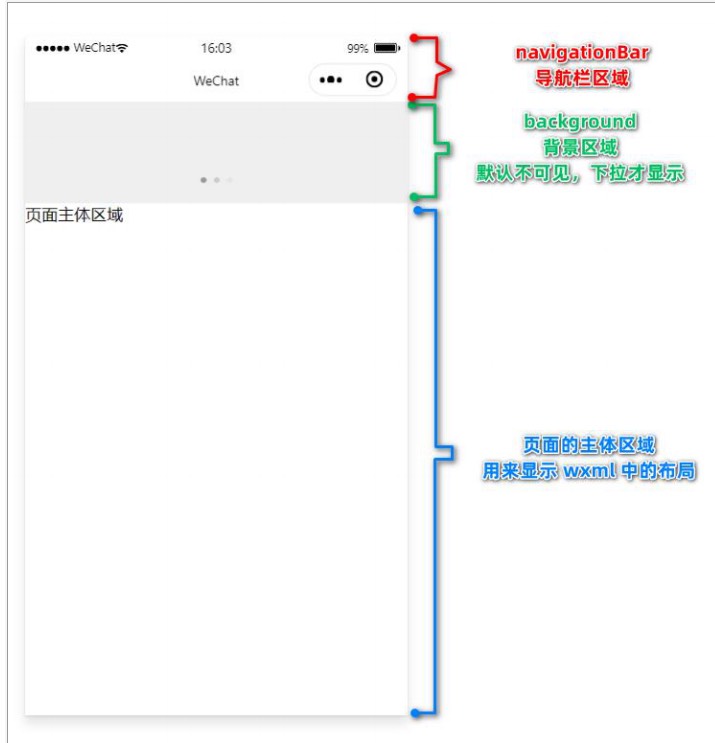 WeChat 16:03 99%
WeChat
navigationBar
导航栏区域
background
背景区域
默认不可见，下拉才显示
页面主体区域
页面的主体区域
用来显示 wxml 中的布局